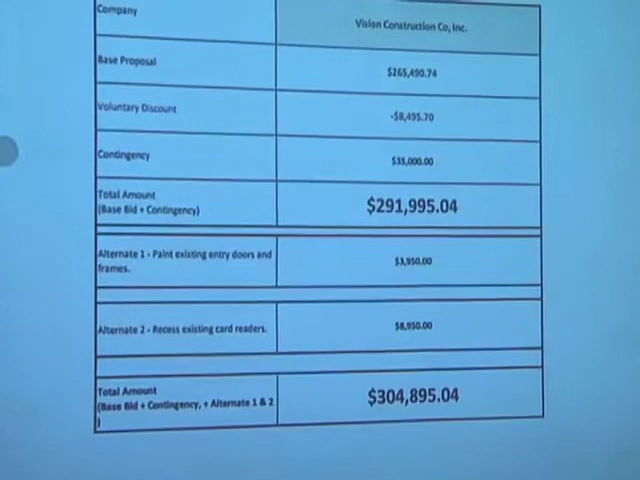 Company
Vision Construction Co, Inc.
Base Proposal
$265,490.74
Voluntary Discount
-$8,495.70
Contingency
$35,000.00
Total Amount
(Base Bid + Contingency)
$291,995.04
Alternate 1 - Paint existing entry doors and
frames.
$3,950.00
Alternate 2 - Recess existing card readers.
$8,950.00
Total Amount
(Base Bid + Contingency, + Alternate 1 & 2
)
$304,895.04